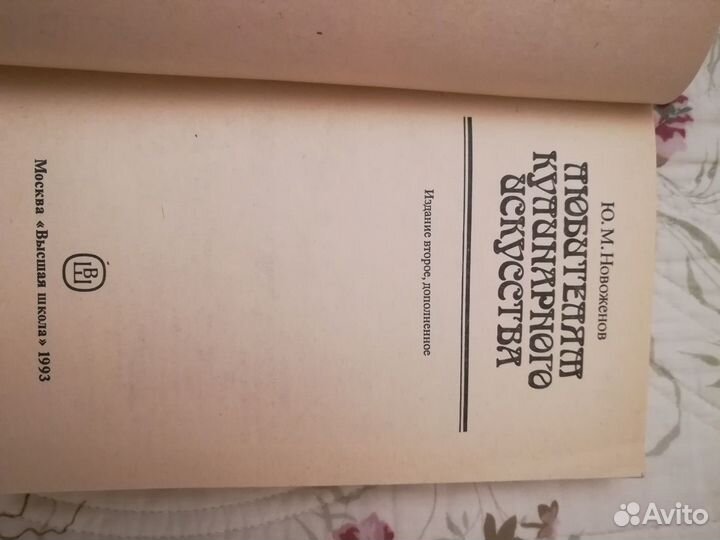 Ю. М. Новоженов
ЛЮБИТЕЛЯМ
КУЛИНАРНОГО
ИСКУССТВА
Издание второе, дополненное
ВШ
Москва «Высшая школа» 1993
Avito